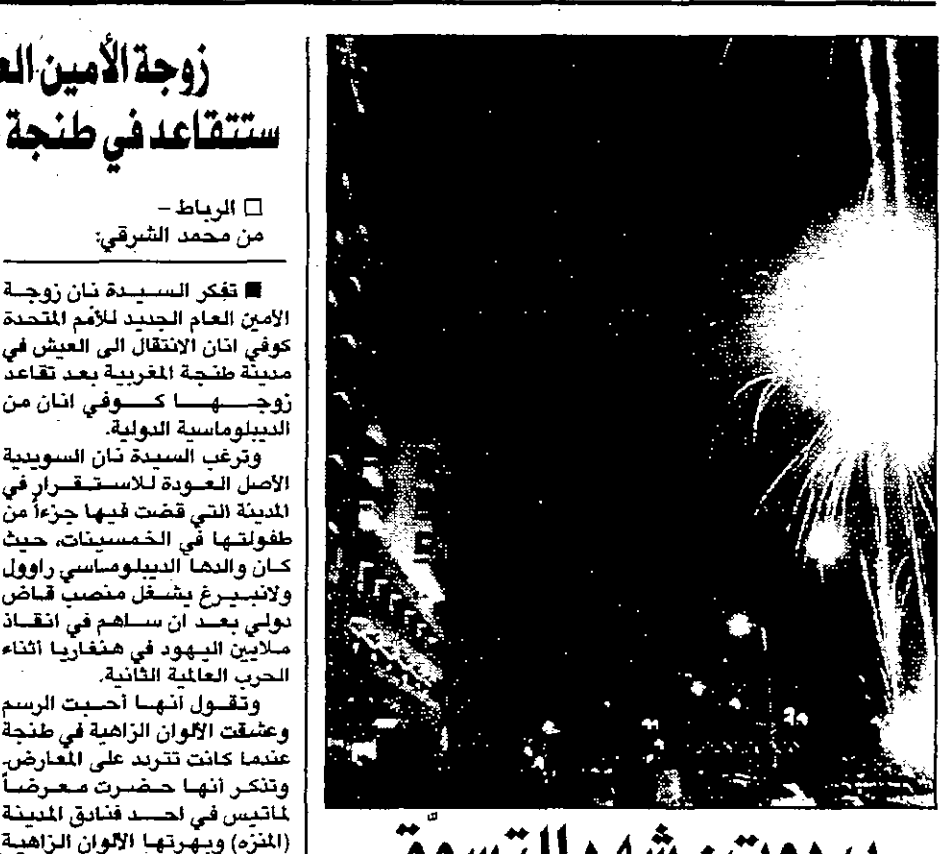 زوجة الأمين
ستتقاعد في طنجة
□ الرباط –
من محمد الشرقي:
■ تفكر السيدة نان زوجة
الأمين العام الجديد للأمم المتحدة
كوفي انان الانتقال الى العيش في
مدينة طنجة المغربية بعد تقاعد
زوجها كوفي انان من
الديبلوماسية الدولية.
وترغب السيدة نان السويدية
الأصل العودة للاستقرار في
المدينة التي قضت فيها جزءاً من
طفولتها في الخمسينات، حيث
كان والدها الديبلوماسي راوول
ولانبيرغ يشغل منصب قاض
دولي بعد ان ساهم في انقاذ
ملايين اليهود في هنغاريا أثناء
الحرب العالمية الثانية.
وتقول أنها أحبت الرسم
وعشقت الألوان الزاهية في طنجة
عندما كانت تتردد على المعارض.
وتذكر أنها حضرت معرضاً
لماتيس في احد فنادق المدينة
(المنزه) وبهرتها الألوان الزاهية
بيروت: شهر التسوّق